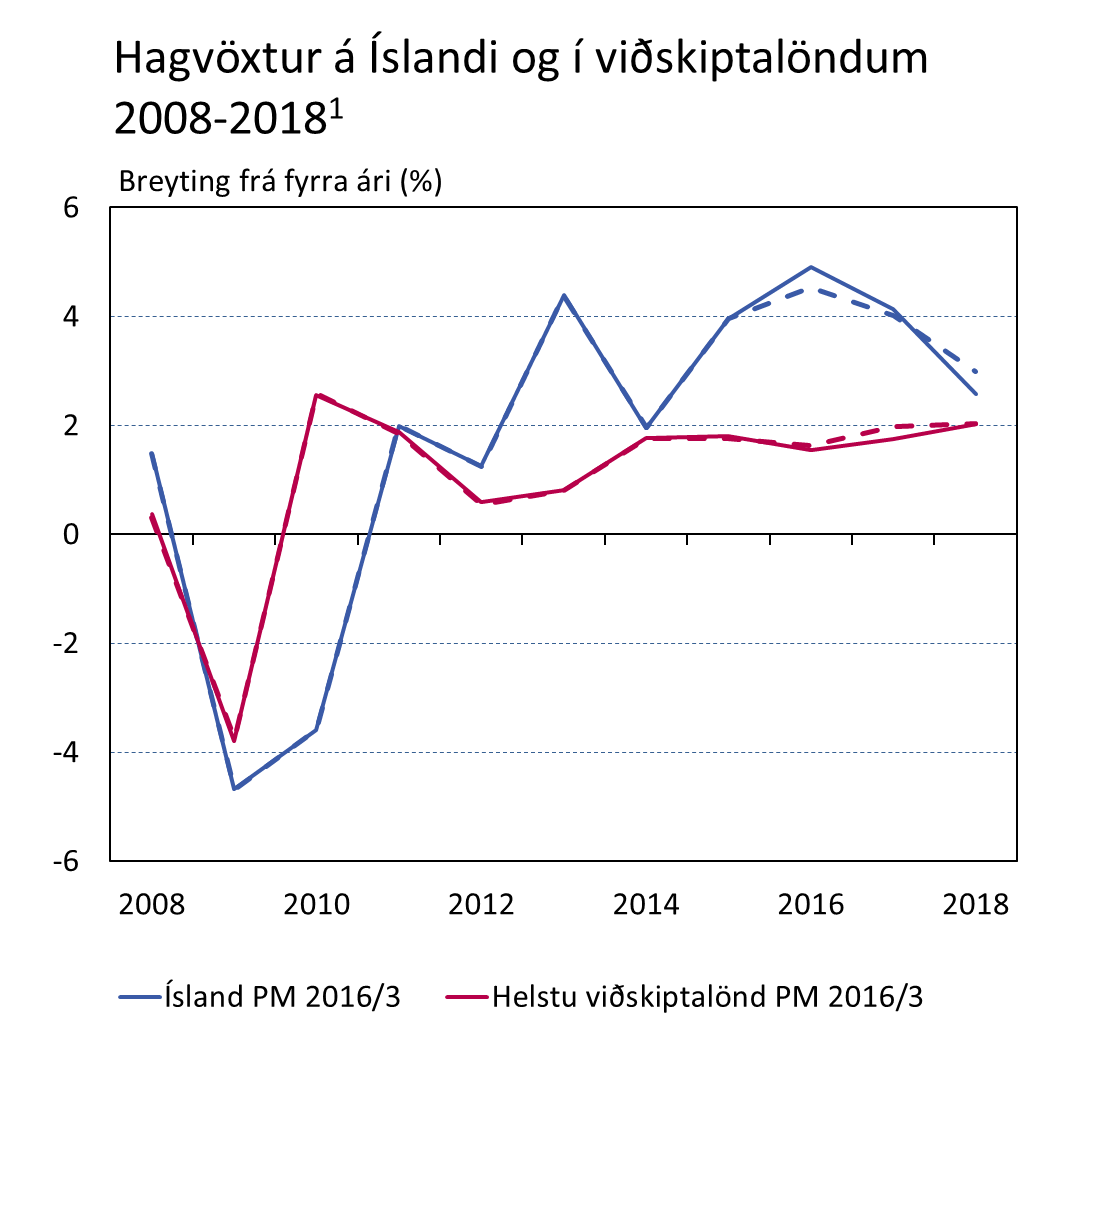 Hagvöxtur á Íslandi og í viðskiptalöndum
2008-2018¹
Breyting frá fyrra ári (%)
6
4
2
0
-2
-4
-6
2008 2010 2012 2014 2016 2018
Ísland PM 2016/3 Helstu viðskiptalönd PM 2016/3